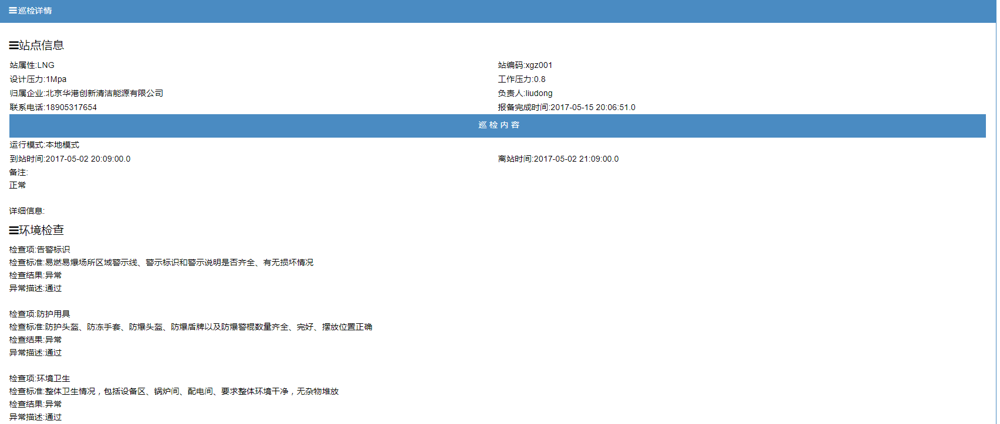 巡检详情
站点信息
站属性:LNG 站编码:xgz001
设计压力:1Mpa 工作压力:0.8
归属企业:北京华港创新清洁能源有限公司 负责人:liudong
联系电话:18905317654 报备完成时间:2017-05-15 20:06:51.0
巡 检 内 容
运行模式:本地模式
到站时间:2017-05-02 20:09:00.0 离站时间:2017-05-02 21:09:00.0
备注:
正常
详细信息:
环境检查
检查项:告警标识
检查标准:易燃易爆场所区域警示线、警示标识和警示说明是否齐全、有无损坏情况
检查结果:异常
异常描述:通过
检查项:防护用具
检查标准:防护头盔、防冻手套、防爆头盔、防爆盾牌以及防爆警棍数量齐全、完好、摆放位置正确
检查结果:异常
异常描述:通过
检查项:环境卫生
检查标准:整体卫生情况，包括设备区、锅炉间、配电间、要求整体环境干净，无杂物堆放
检查结果:异常
异常描述:通过